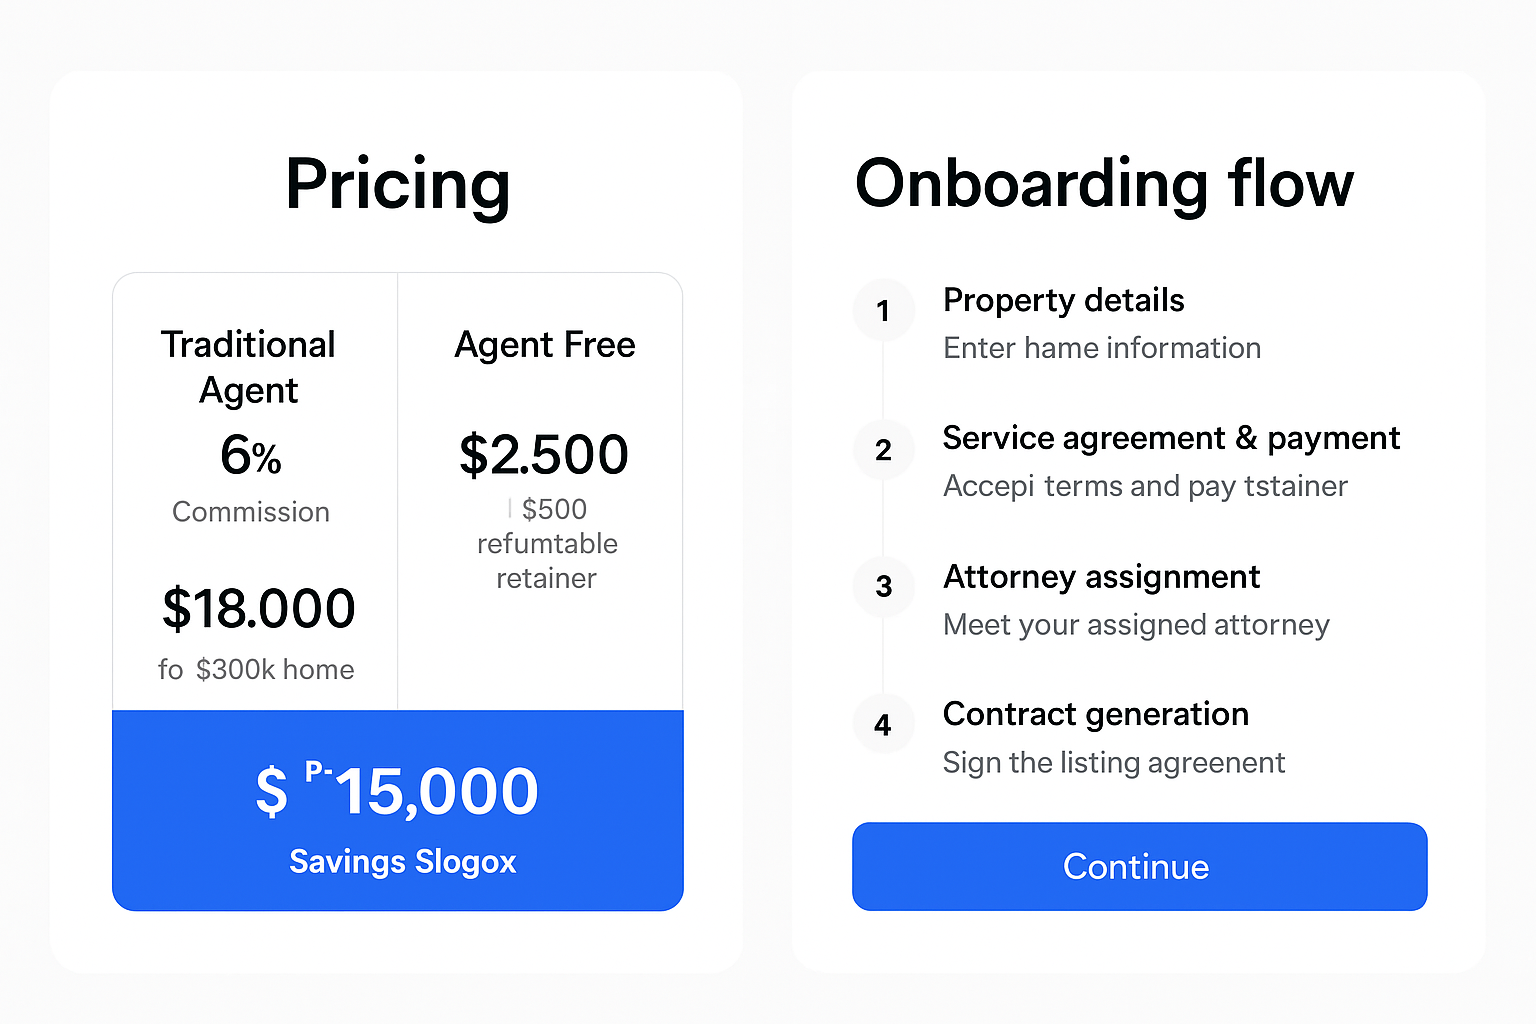 Pricing
Traditional
Agent
6%
Commission
$18.000
fo $300k home
Agent Free
$2.500
$500
refumtable
retainer
$ P-15,000
Savings Slogox
Onboarding flow
1
Property details
Enter hame information
2
Service agreement & payment
Accepi terms and pay tstainer
3
Attorney assignment
Meet your assigned attorney
4
Contract generation
Sign the listing agreenent
Continue